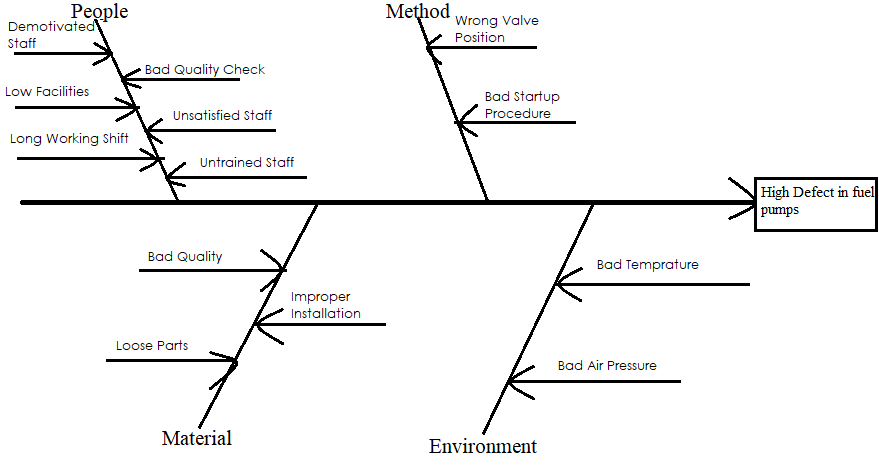 People
Method
Demotivated
Staff
Bad Quality Check
Low Facilities
Unsatisfied Staff
Long Working Shift
Untrained Staff
Wrong Valve
Position
Bad Startup
Procedure
High Defect in fuel
pumps
Bad Quality
Improper
Installation
Loose Parts
Material
Bad Temprature
Bad Air Pressure
Environment